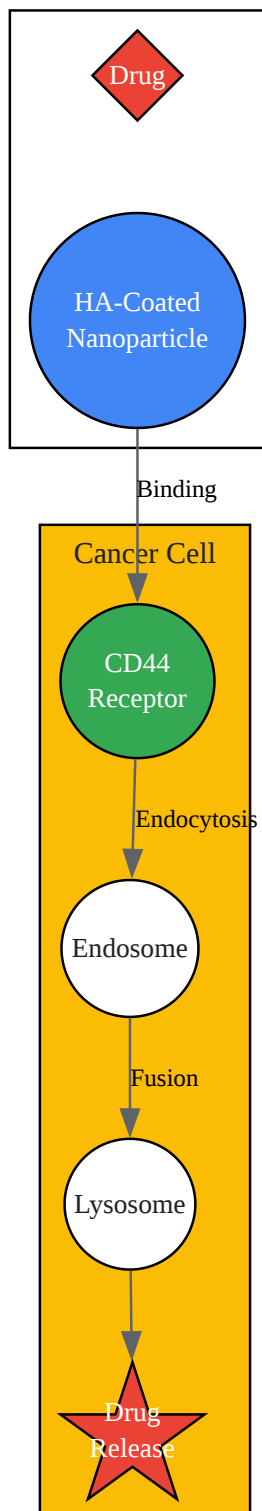 Drug
HA-Coated
Nanoparticle
Binding
Cancer Cell
CD44
Receptor
Endocytosis
Endosome
Fusion
Lysosome
Drug
Release